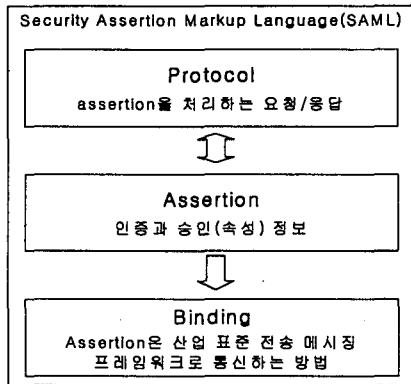 Security Assertion Markup Language(SAML)
Protocol
assertion을 처리하는 요청/응답
Assertion
인증과 승인(속성) 정보
Binding
Assertion은 산업 표준 전송 메시징
프레임워크로 통신하는 방법